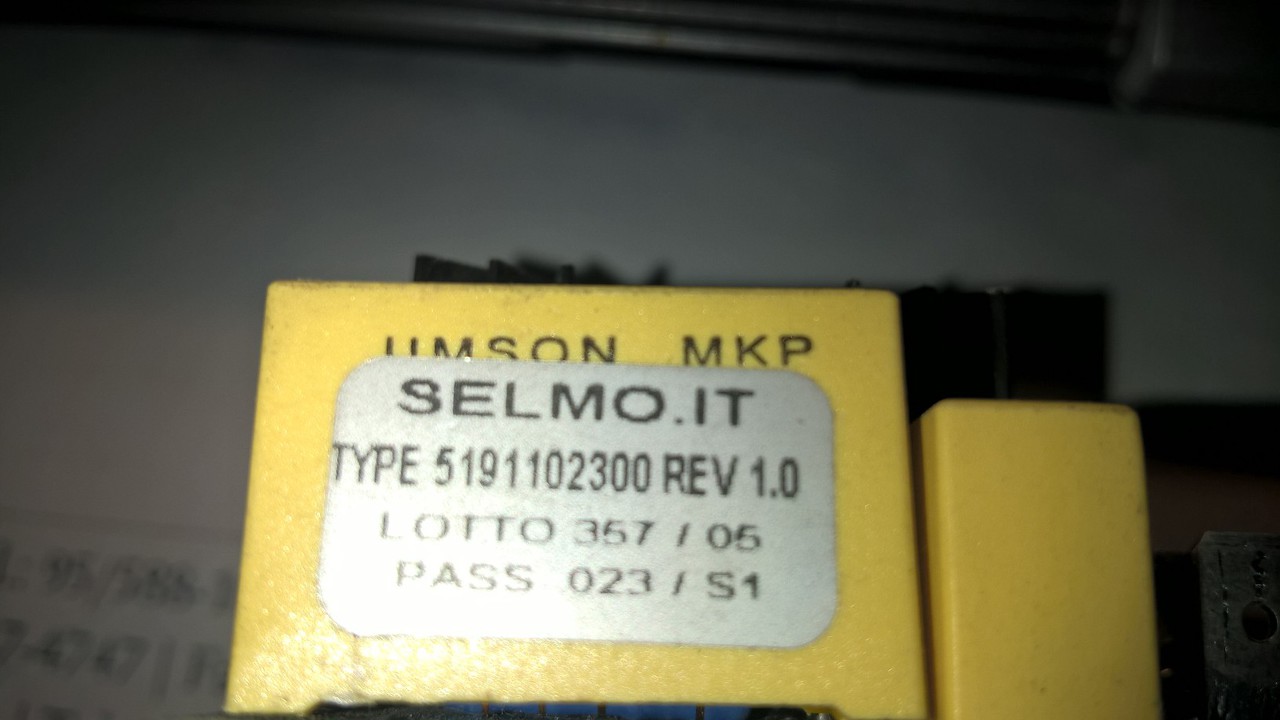 UMSON MKP
SELMO.IT
TYPE 5191102300 REV 1.0
LOTTO 357 / 05
PASS 023 / S1